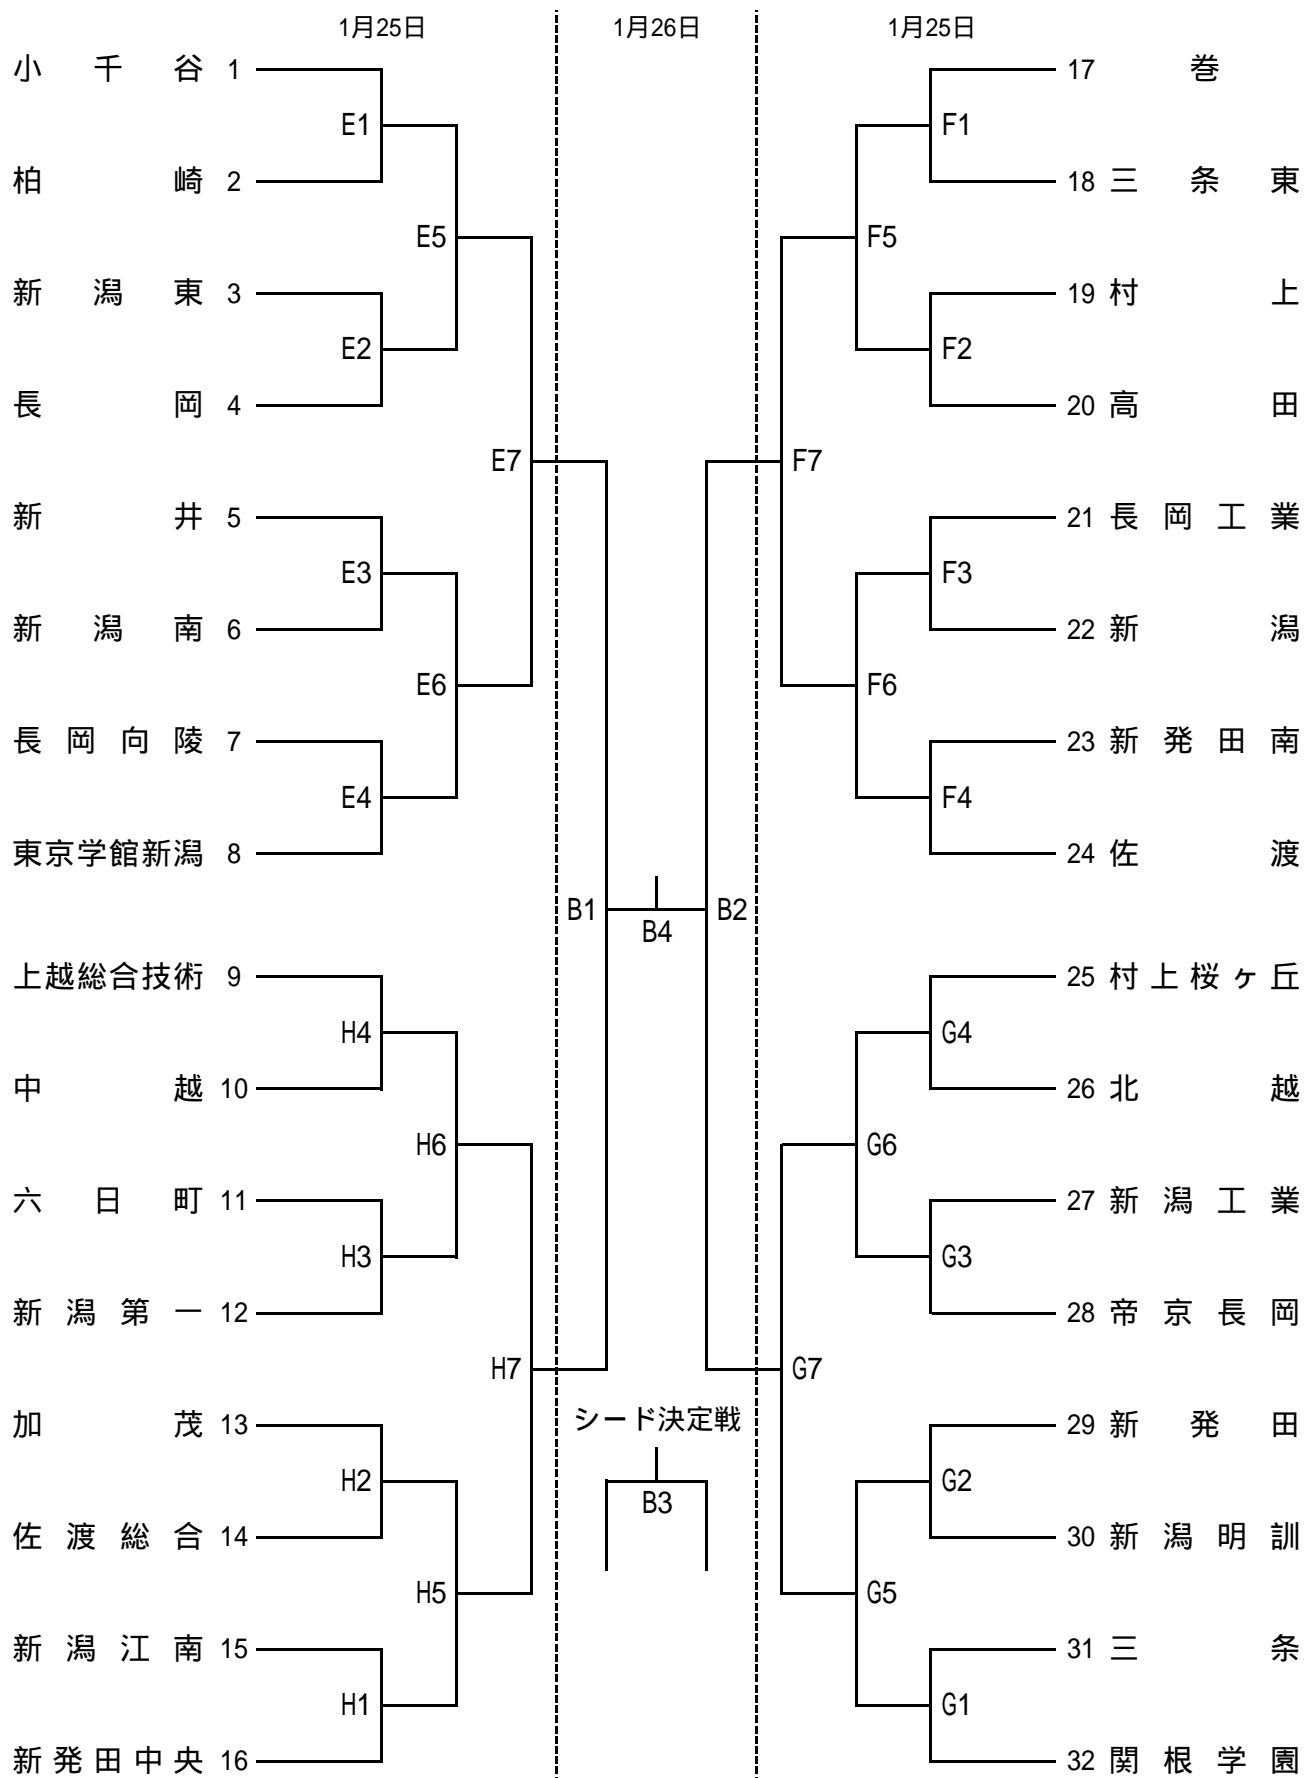 1月25日 1月26日 1月25日
小千谷 1 17 巻
E1 F1
柏崎 2 18 三条東
E5 F5
新潟東 3 19 村上
E2 F2
長岡 4 20 高田
E7 F7
新井 5 21 長岡工業
E3 F3
新潟南 6 22 新潟
E6 F6
長岡向陵 7 23 新発田南
E4 F4
東京学館新潟 8 24 佐渡
B1 B4 B2
上越総合技術 9 25 村上桜ヶ丘
H4 G4
中越 10 26 北越
H6 G6
六日町 11 27 新潟工業
H3 G3
新潟第一 12 28 帝京長岡
H7 G7
シード決定戦
加茂 13 29 新発田
H2 B3 G2
佐渡総合 14 30 新潟明訓
H5 G5
新潟江南 15 31 三条
H1 G1
新発田中央 16 32 関根学園